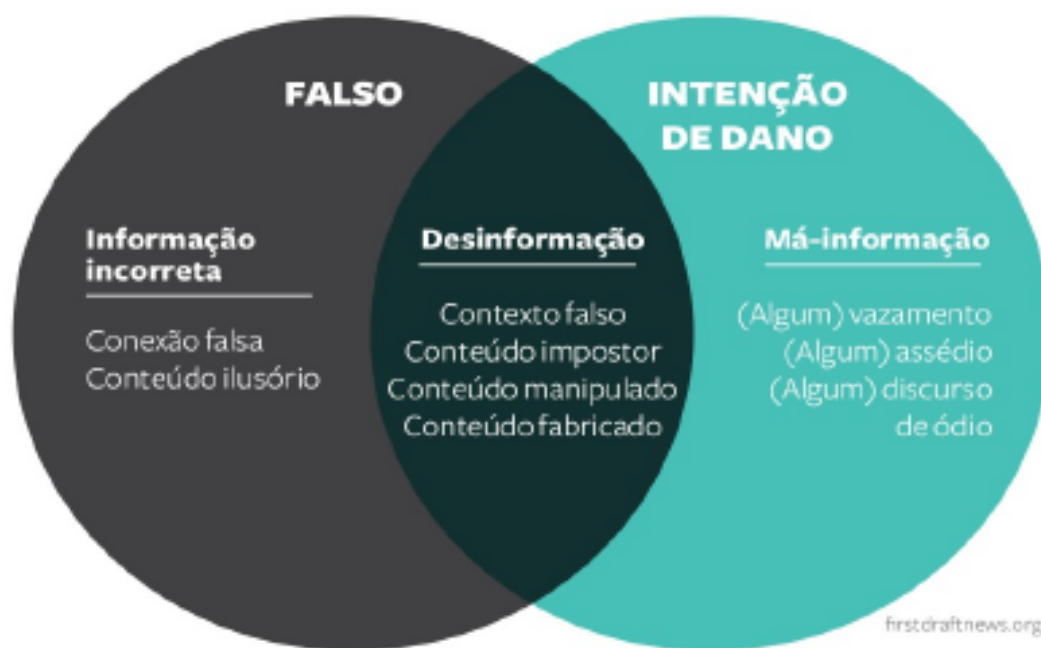 FALSO
INTENÇÃO
DE DANO
Informação
incorreta
Conexão falsa
Conteúdo ilusório
Desinformação
Contexto falso
Conteúdo impostor
Conteúdo manipulado
Conteúdo fabricado
Má-informação
(Algum) vazamento
(Algum) assédio
(Algum) discurso
de ódio
firstdraftnews.org